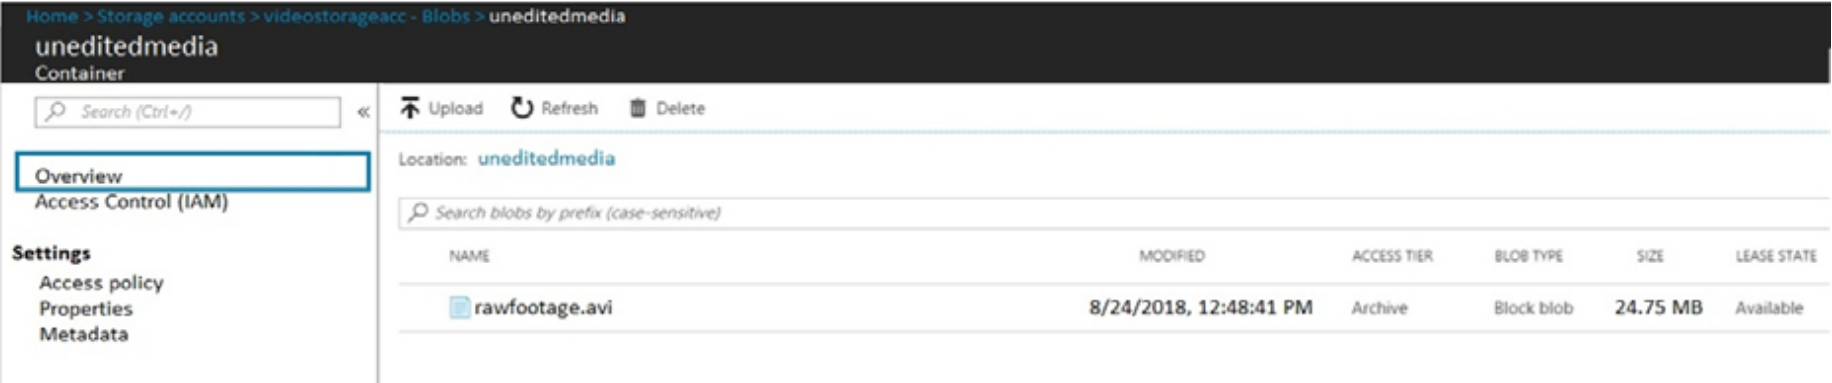 Home > Storage accounts > videostorageacc - Blobs > uneditedmedia
uneditedmedia
Container
Search (Ctrl+/)
«
Upload Refresh Delete
Location: uneditedmedia
Overview
Access Control (IAM)
Search blobs by prefix (case-sensitive)
Settings
Access policy
Properties
Metadata
NAME MODIFIED ACCESS TIER BLOB TYPE SIZE LEASE STATE
rawfootage.avi 8/24/2018, 12:48:41 PM Archive Block blob 24.75 MB Available